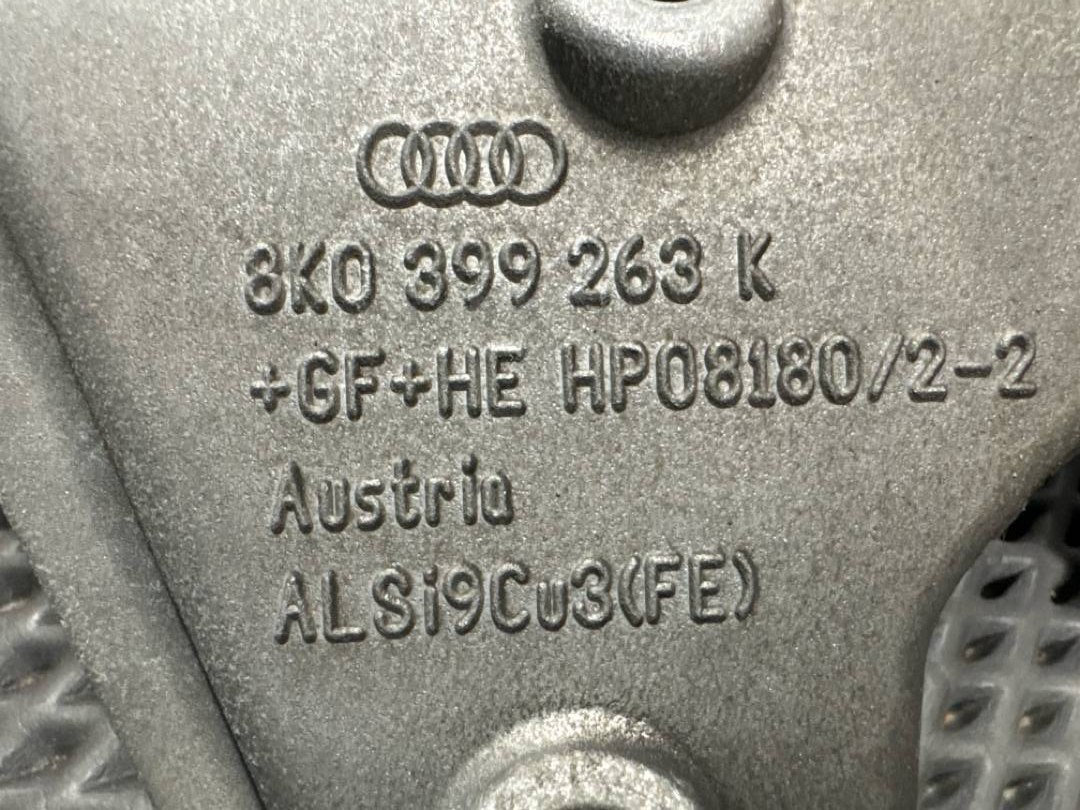 8K0 399 263 K
+GF+HE HP08180/2-2
Austria
ALSi9Cu3(FE)